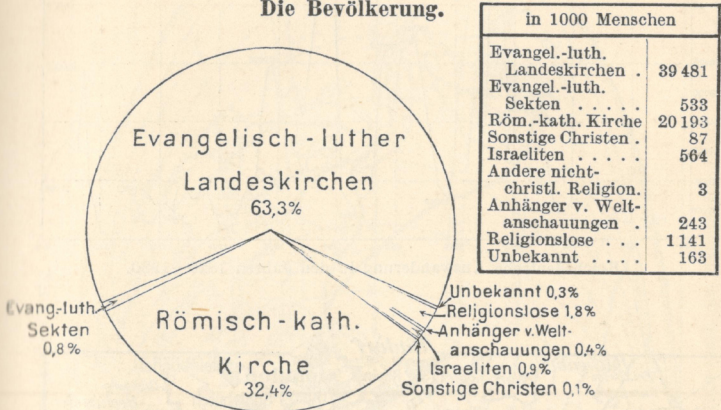 Die Bevölkerung.
in 1000 Menschen
Evangel.-luth.
Landeskirchen . 39 481
Evangel.-luth.
Sekten . . . . . 533
Röm.-kath. Kirche 20 193
Sonstige Christen . 87
Israeliten . . . . . 564
Andere nicht-
christl. Religion. 3
Anhänger v. Welt-
anschauungen . 243
Religionslose . . . 1 141
Unbekannt . . . . 163
Evangelisch-luther
Landeskirchen
63,3%
Evang.-luth.
Sekten
0,8%
Römisch-kath.
Kirche
32,4%
Unbekannt 0,3%
Religionslose 1,8%
Anhänger v. Welt-
anschauungen 0,4%
Israeliten 0,9%
Sonstige Christen 0,1%